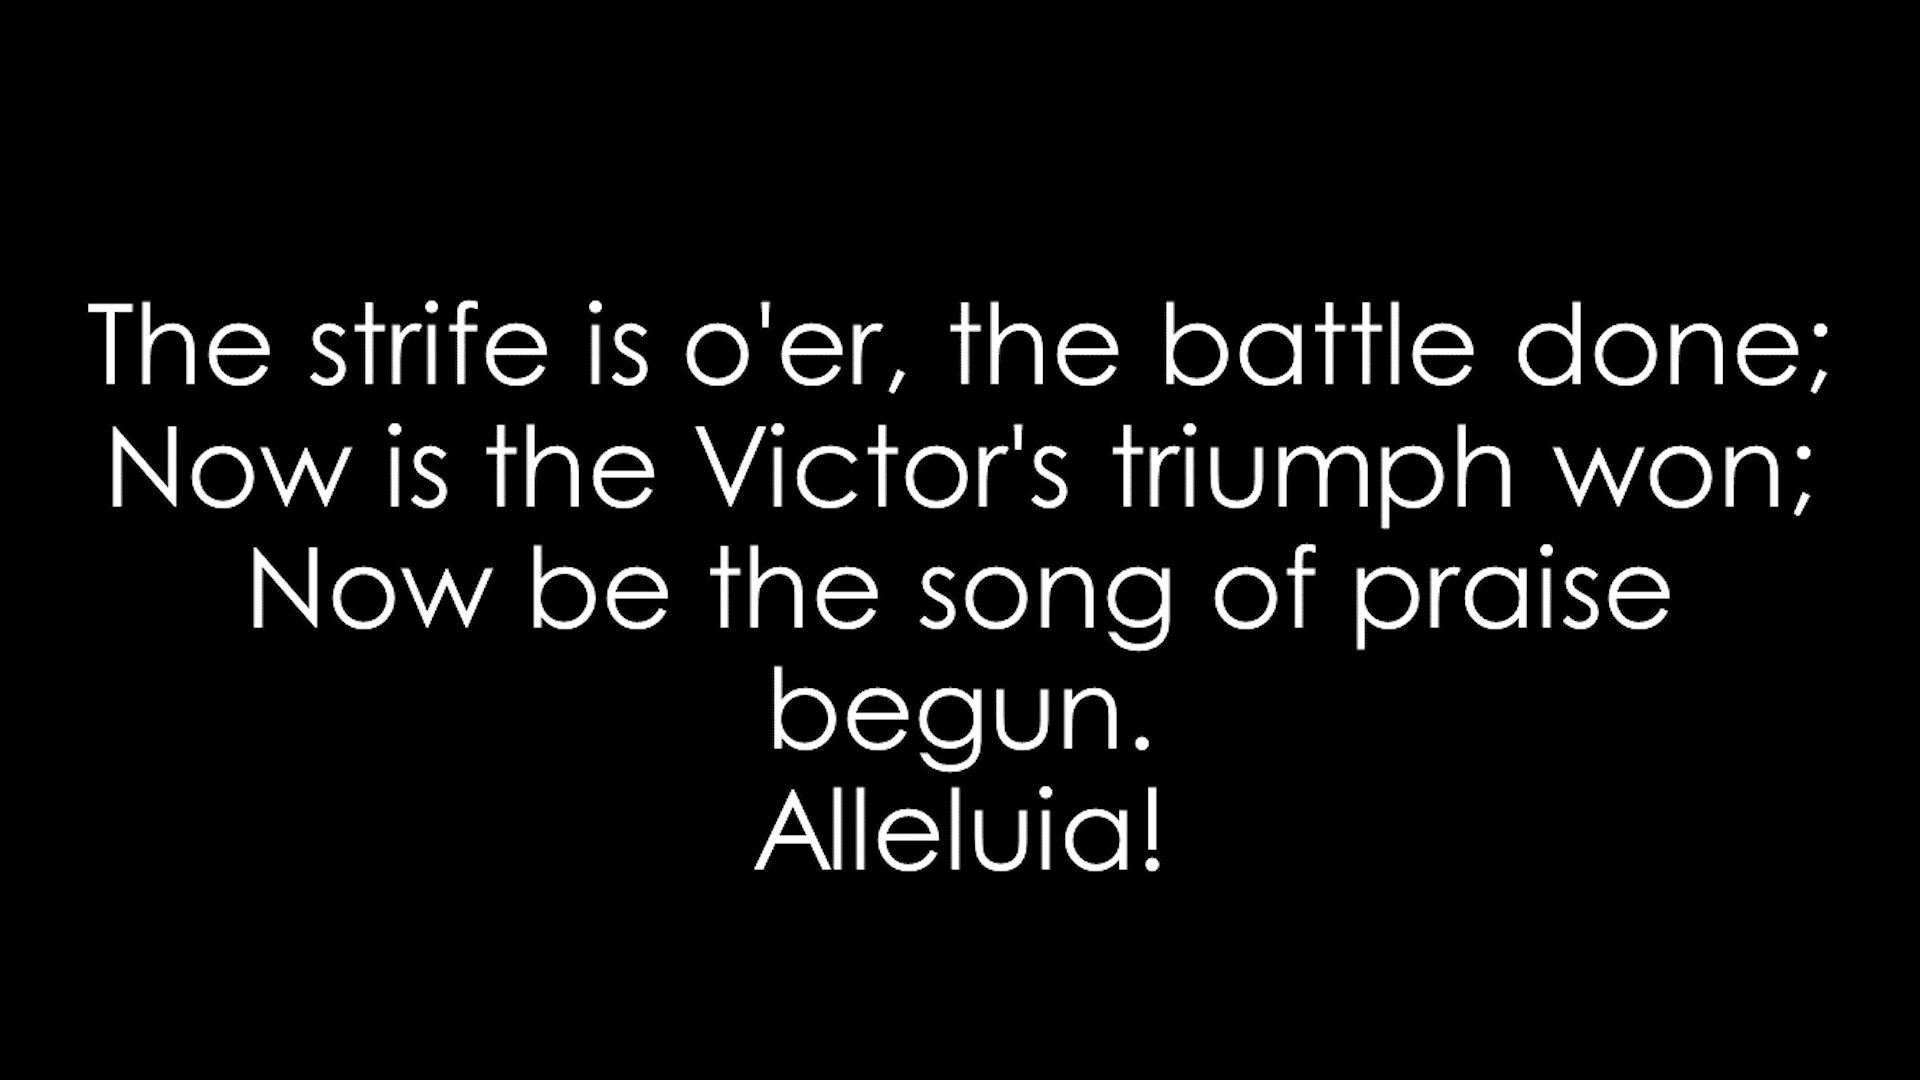 The strife is o'er, the battle done;
Now is the Victor's triumph won;
Now be the song of praise
begun.
Alleluia!